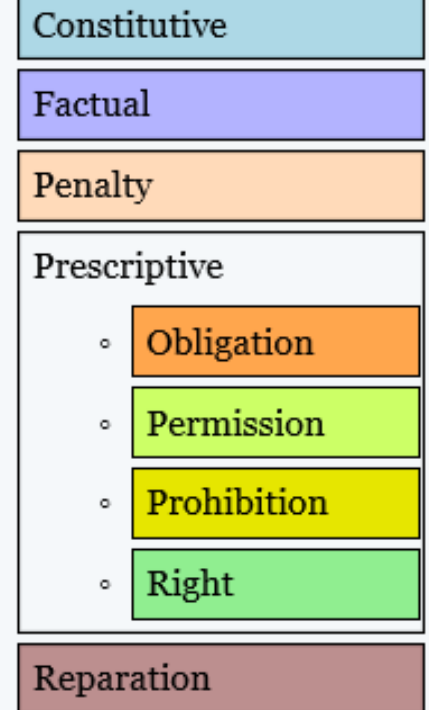 Constitutive
Factual
Penalty
Prescriptive
Obligation
Permission
Prohibition
Right
Reparation